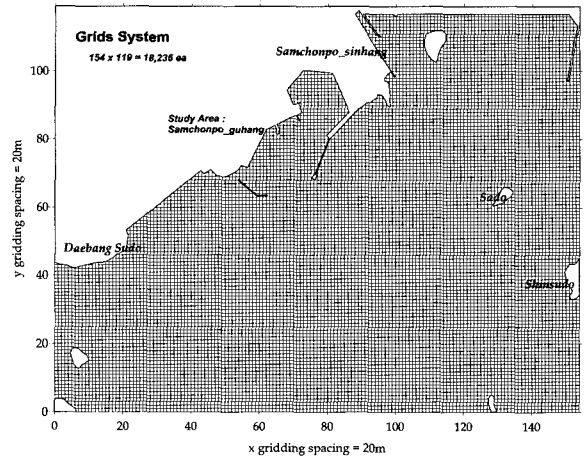 Grids System
154 x 119 = 18,236 ea
Samchonpo_sinhang
Study Area :
Samchonpo_guhang
Sado
Daebang Sudo
Shinsudo
y gridding spacing = 20m
100
80
60
40
20
0
0
20
40
60
80
100
120
140
x gridding spacing = 20m